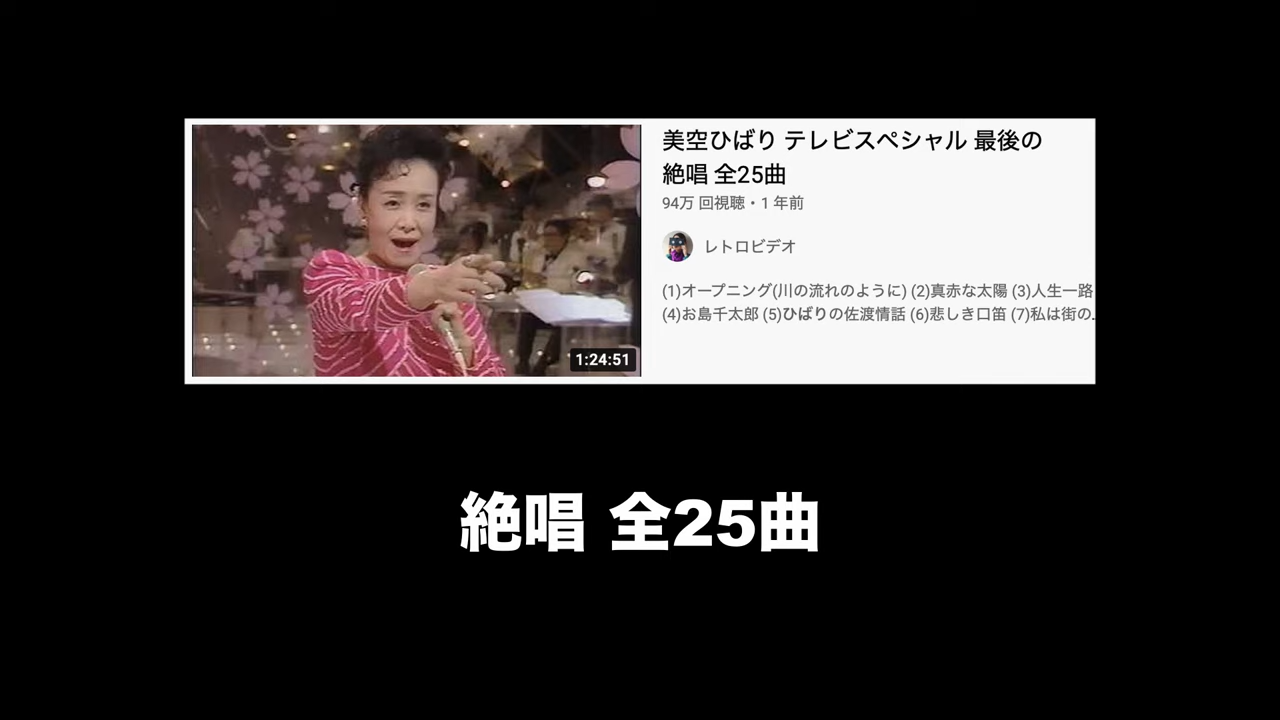 美空ひばり テレビスペシャル 最後の
絶唱 全25曲
94万 回視聴・1 年前
レトロビデオ
(1)オープニング(川の流れのように) (2)真赤な太陽 (3)人生一路
(4)お島千太郎 (5)ひばりの佐渡情話 (6)悲しき口笛 (7)私は街の..
1:24:51
絶唱 全25曲